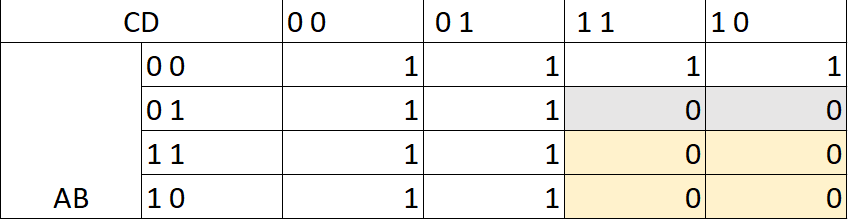 CD 0 0 0 1 1 1 1 0
0 0 1 1 1 1
0 1 1 1 0 0
1 1 1 1 0 0
AB 1 0 1 1 0 0